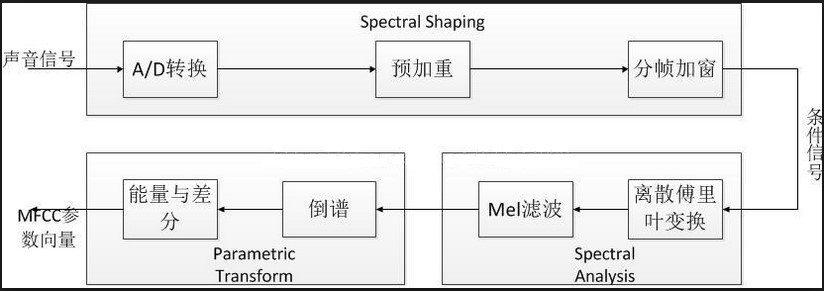 Spectral Shaping
声音信号
A/D转换
预加重
分帧加窗
条件信号
离散傅里
叶变换
Mel滤波
Spectral
Analysis
倒谱
能量与差
分
Parametric
Transform
MFCC参
数向量